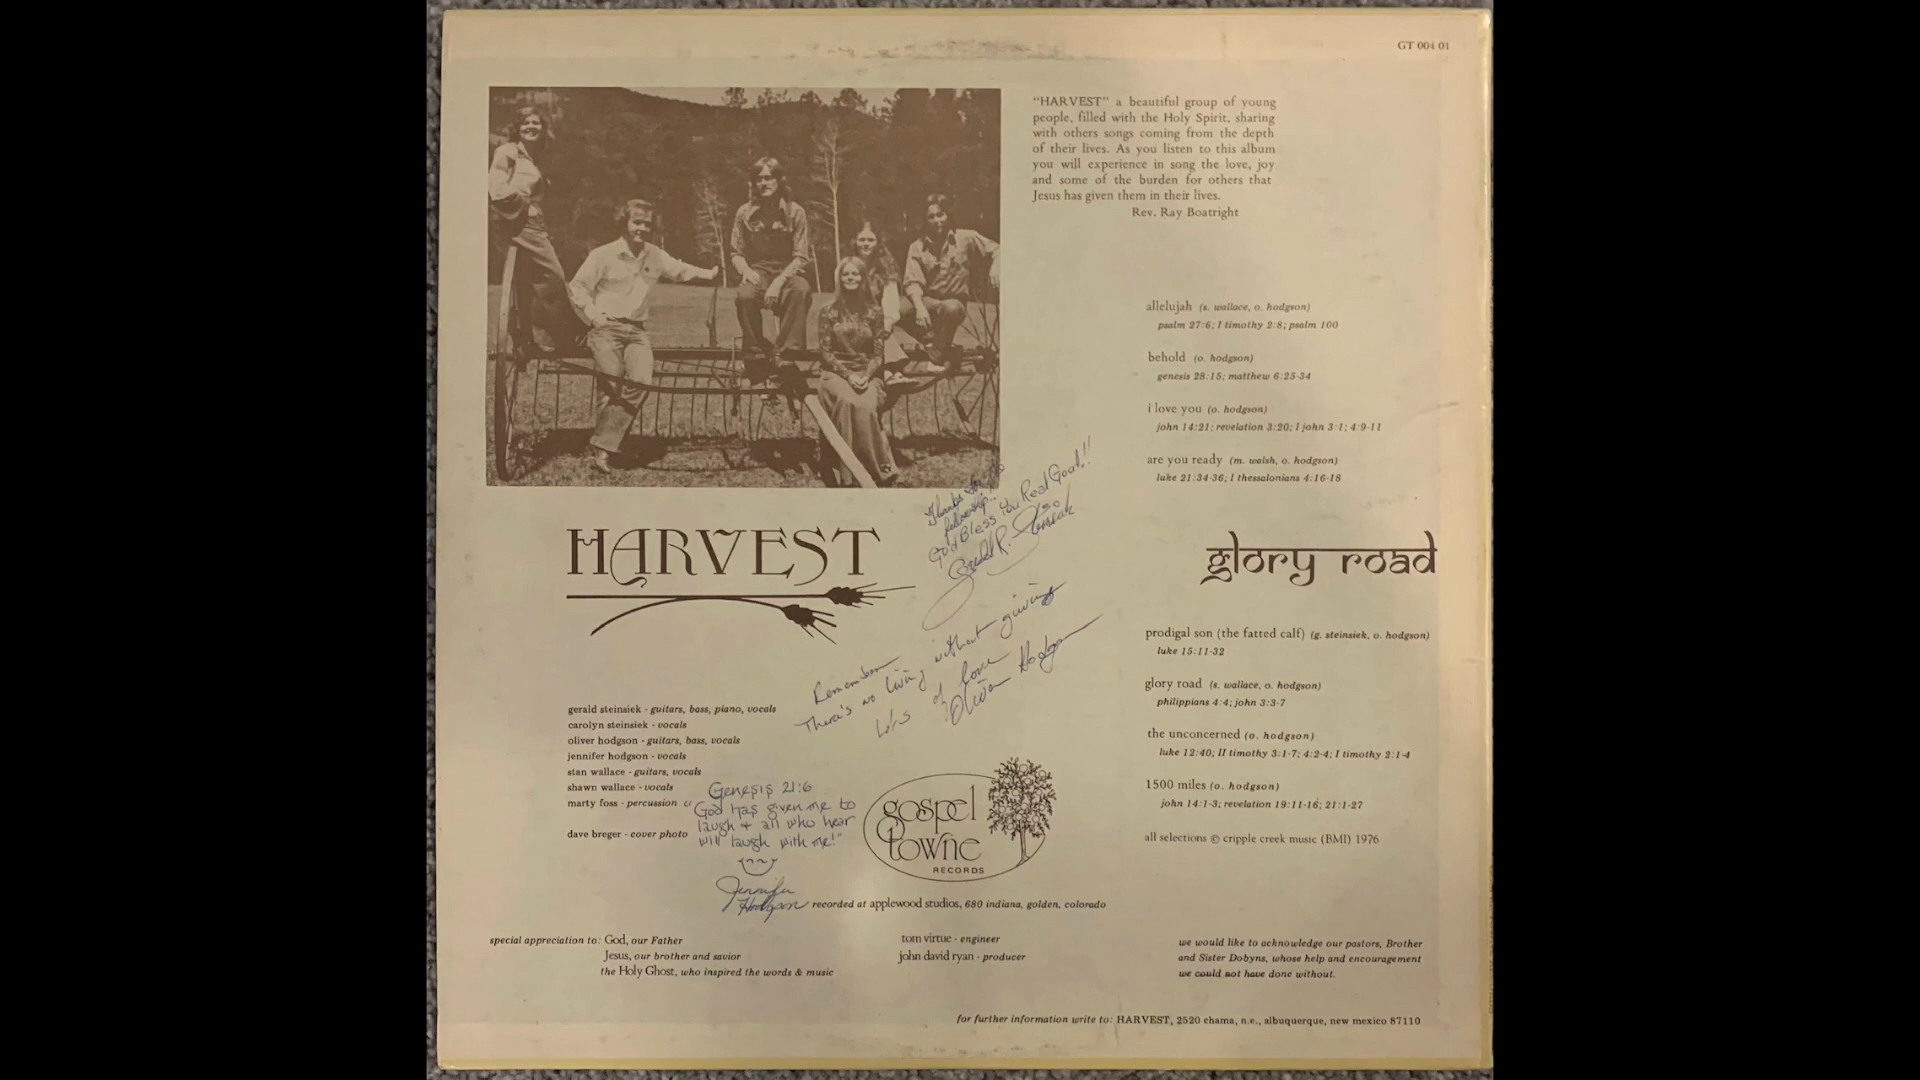 GT 004 01
"HARVEST" a beautiful group of young
people, filled with the Holy Spirit, sharing
with others songs coming from the depth
of their lives. As you listen to this album
you will experience in song the love, joy
and some of the burden for others that
Jesus has given them in their lives.
Rev. Ray Boatright
allelujah (s. wallace, o. hodgson)
psalm 27:6; I timothy 2:8; psalm 100
behold (o. hodgson)
genesis 28:15; matthew 6:25-34
i love you (o. hodgson)
john 14:21; revelation 3:20; I john 3:1; 4:9-11
are you ready (m. walsh, o. hodgson)
luke 21:34-36; I thessalonians 4:16-18
Thanks for the
fellowship..
God Bless You Real Good!!
Gerald R.
HARVEST
glory road
Remember
There's no living without giving
Lots of love
Oliver Hodgson
prodigal son (the fatted calf) (g. steinsiek, o. hodgson)
luke 15:11-32
glory road (s. wallace, o. hodgson)
philippians 4:4; john 3:3-7
the unconcerned (o. hodgson)
luke 12:40; II timothy 3:1-7; 4:2-4; I timothy 2:1-4
1500 miles (o. hodgson)
john 14:1-3; revelation 19:11-16; 21:1-27
all selections © cripple creek music (BMI) 1976
gerald steinsiek - guitars, bass, piano, vocals
carolyn steinsiek - vocals
oliver hodgson - guitars, bass, vocals
jennifer hodgson - vocals
stan wallace - guitars, vocals
shawn wallace - vocals
marty foss - percussion
dave breger - cover photo
Genesis 21:6
"God has given me to
laugh & all who hear
will laugh with me!"
Jennifer
Hodgson
gospel
towne
RECORDS
recorded at applewood studios, 680 indiana, golden, colorado
special appreciation to: God, our Father
Jesus, our brother and savior
the Holy Ghost, who inspired the words & music
tom virtue - engineer
john david ryan - producer
we would like to acknowledge our pastors, Brother
and Sister Dobyns, whose help and encouragement
we could not have done without.
for further information write to: HARVEST, 2520 chama, n.e., albuquerque, new mexico 87110